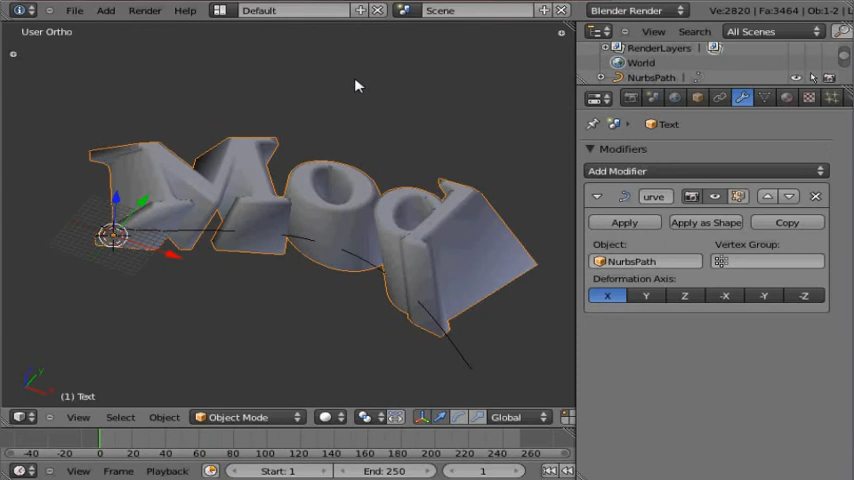 File Add Render Help Default Scene Blender Render Ve:2820 | Fa:3464 | Ob:1-2 | L
User Ortho
View Search All Scenes
RenderLayers
World
NurbsPath
Text
Modifiers
Add Modifier
urve
Apply Apply as Shape Copy
Object: Vertex Group:
NurbsPath
Deformation Axis:
X Y Z -X -Y -Z
Mod
(1) Text
View Select Object Object Mode Global
-40 -20 0 20 40 60 80 100 120 140 160 180 200 220 240 260
View Frame Playback Start: 1 End: 250 1